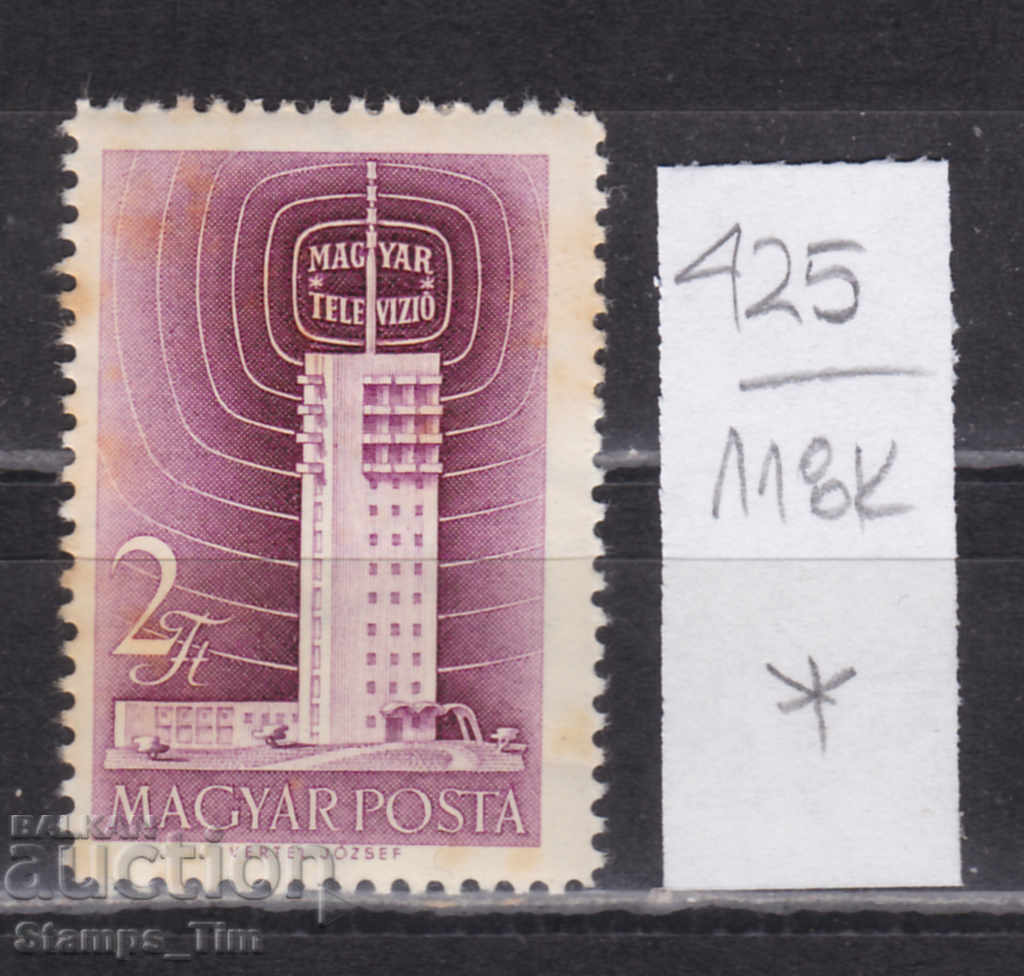 MAGYAR
* *
TELEVIZIÓ
2 Ft
MAGYAR POSTA
VERTEL JÓZSEF
425
118K
*
BALKAN
auction
Stamps_Tim